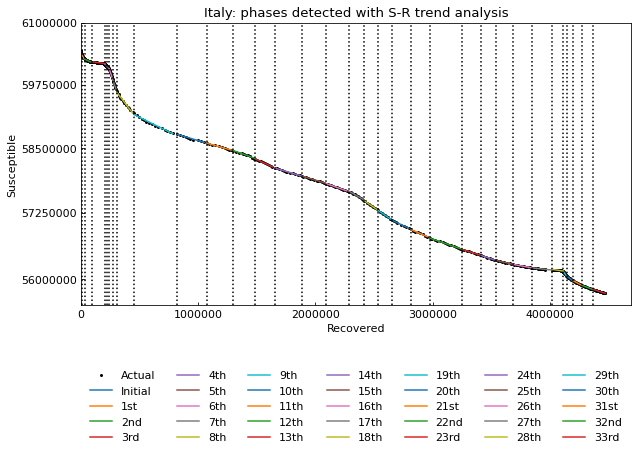 Italy: phases detected with S-R trend analysis
61000000
59750000
58500000
57250000
56000000
Susceptible
0 1000000 2000000 3000000 4000000
Recovered
Actual 4th 9th 14th 19th 24th 29th
Initial 5th 10th 15th 20th 25th 30th
1st 6th 11th 16th 21st 26th 31st
2nd 7th 12th 17th 22nd 27th 32nd
3rd 8th 13th 18th 23rd 28th 33rd